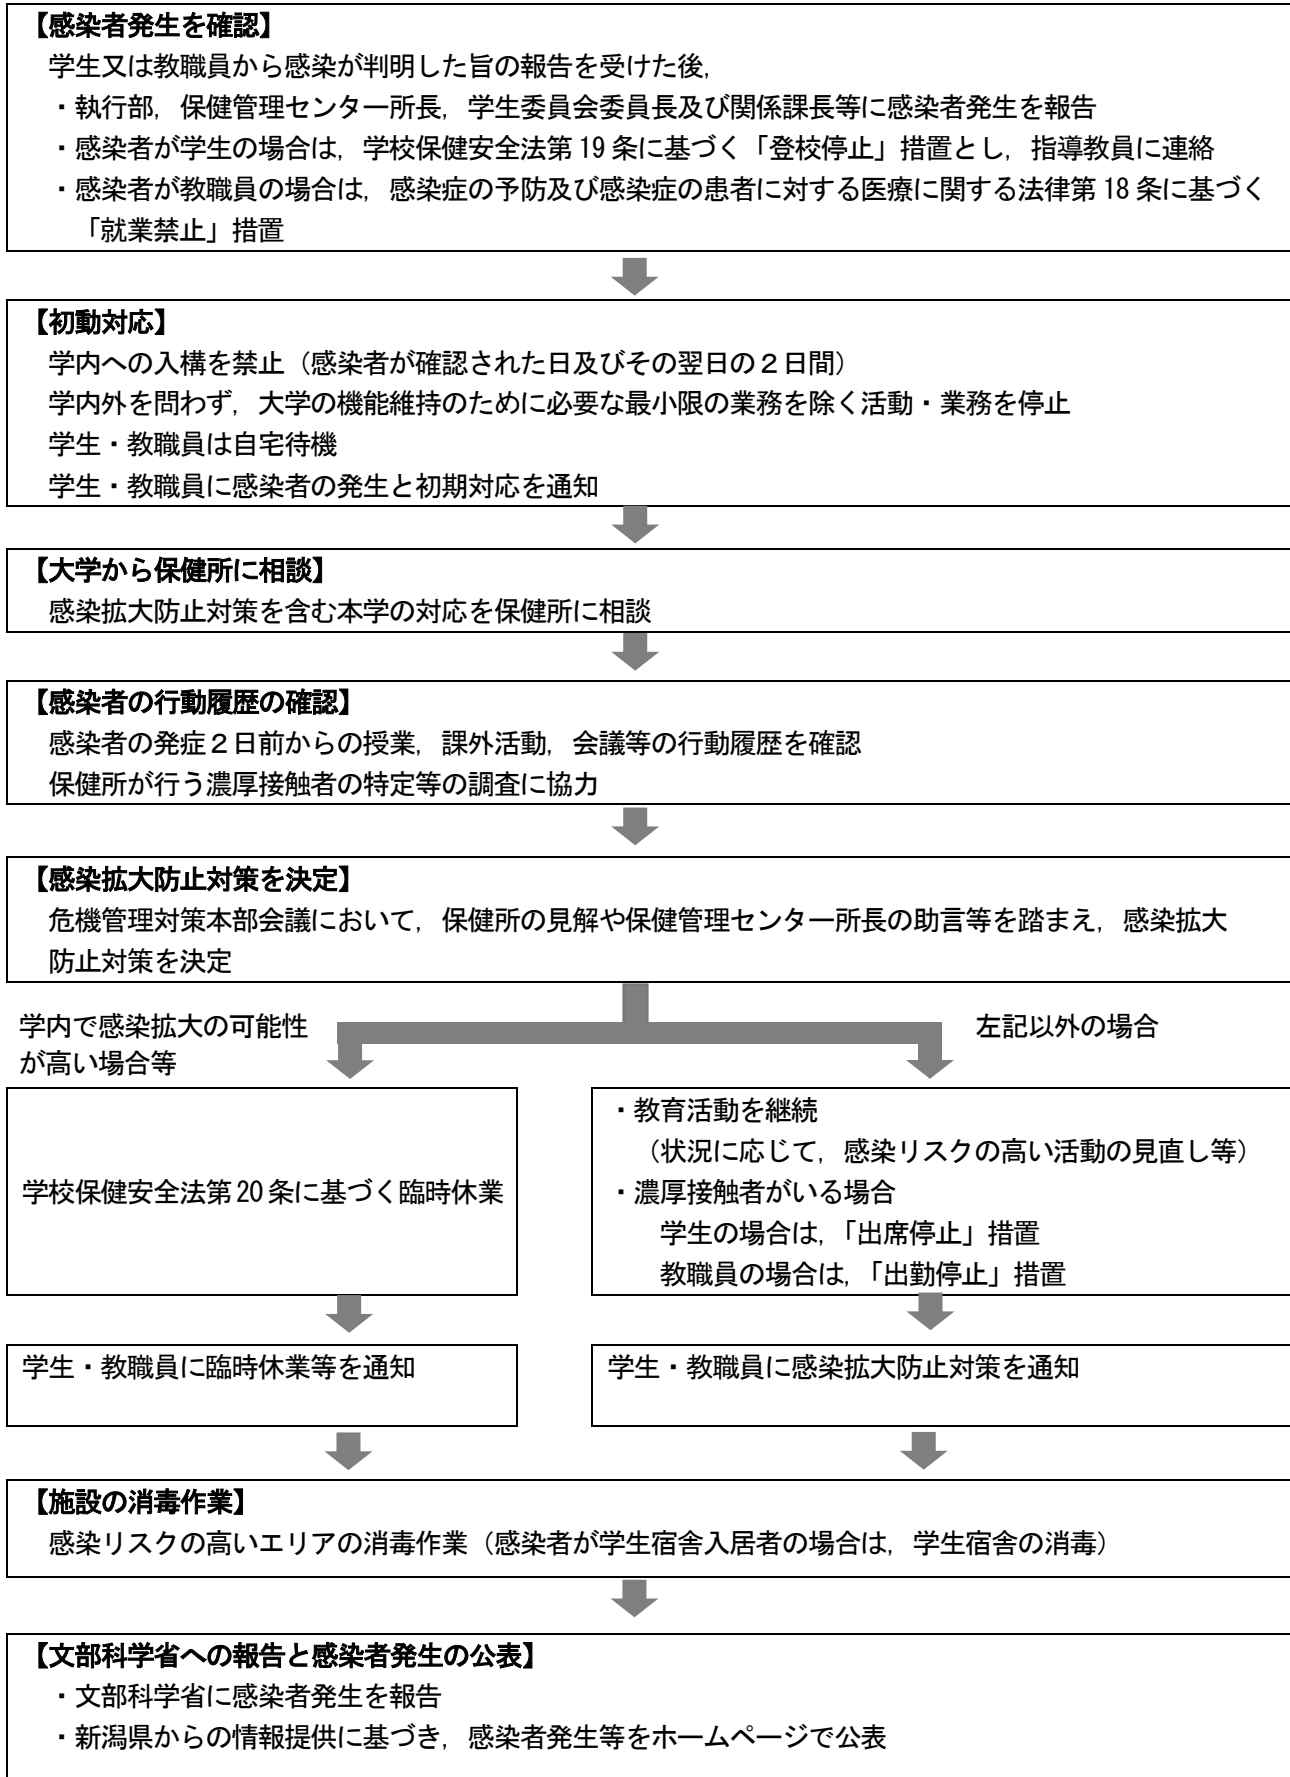 【感染者発生を確認】
学生又は教職員から感染が判明した旨の報告を受けた後，
・執行部，保健管理センター所長，学生委員会委員長及び関係課長等に感染者発生を報告
・感染者が学生の場合は，学校保健安全法第 19 条に基づく「登校停止」措置とし，指導教員に連絡
・感染者が教職員の場合は，感染症の予防及び感染症の患者に対する医療に関する法律第 18 条に基づく
「就業禁止」措置
【初動対応】
学内への入構を禁止（感染者が確認された日及びその翌日の２日間）
学内外を問わず，大学の機能維持のために必要な最小限の業務を除く活動・業務を停止
学生・教職員は自宅待機
学生・教職員に感染者の発生と初期対応を通知
【大学から保健所に相談】
感染拡大防止対策を含む本学の対応を保健所に相談
【感染者の行動履歴の確認】
感染者の発症２日前からの授業，課外活動，会議等の行動履歴を確認
保健所が行う濃厚接触者の特定等の調査に協力
【感染拡大防止対策を決定】
危機管理対策本部会議において，保健所の見解や保健管理センター所長の助言等を踏まえ，感染拡大
防止対策を決定
学内で感染拡大の可能性
が高い場合等
左記以外の場合
学校保健安全法第 20 条に基づく臨時休業
・教育活動を継続
（状況に応じて，感染リスクの高い活動の見直し等）
・濃厚接触者がいる場合
学生の場合は，「出席停止」措置
教職員の場合は，「出勤停止」措置
学生・教職員に臨時休業等を通知
学生・教職員に感染拡大防止対策を通知
【施設の消毒作業】
感染リスクの高いエリアの消毒作業（感染者が学生宿舎入居者の場合は，学生宿舎の消毒）
【文部科学省への報告と感染者発生の公表】
・文部科学省に感染者発生を報告
・新潟県からの情報提供に基づき，感染者発生等をホームページで公表